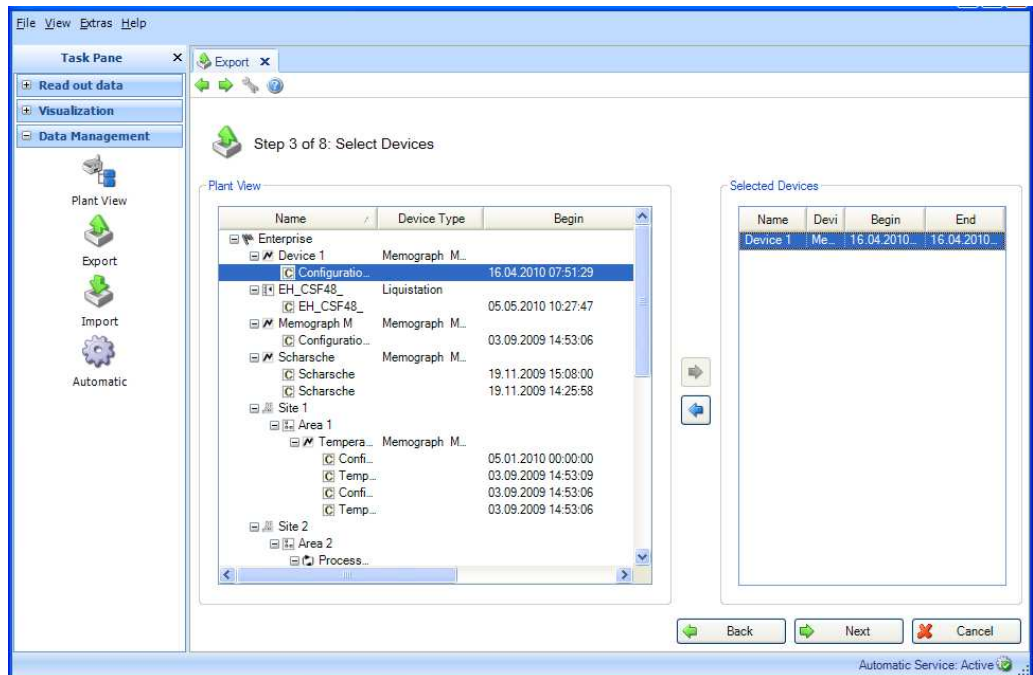 File View Extras Help
Task Pane
Read out data
Visualization
Data Management
Plant View
Export
Import
Automatic
Export
Step 3 of 8: Select Devices
Plant View
Name Device Type Begin
Enterprise
Device 1 Memograph M...
C Configuratio... 16.04.2010 07:51:29
EH_CSF48_ Liquistation
C EH_CSF48_ 05.05.2010 10:27:47
Memograph M Memograph M...
C Configuratio... 03.09.2009 14:53:06
Scharsche Memograph M...
C Scharsche 19.11.2009 15:08:00
C Scharsche 19.11.2009 14:25:58
Site 1
Area 1
Tempera... Memograph M...
C Confi... 05.01.2010 00:00:00
C Temp... 03.09.2009 14:53:09
C Confi... 03.09.2009 14:53:06
C Temp... 03.09.2009 14:53:06
Site 2
Area 2
Process...
Selected Devices
Name Devi Begin End
Device 1 Me... 16.04.2010... 16.04.2010...
Back Next Cancel
Automatic Service: Active